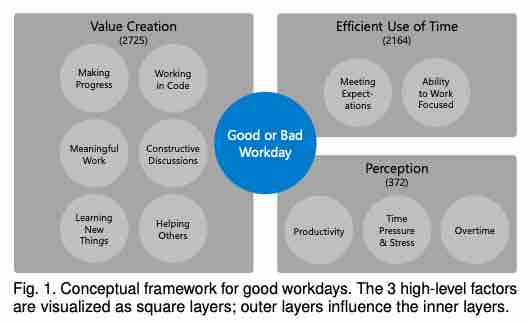 Value Creation
(2725)
Making
Progress
Working
in Code
Meaningful
Work
Constructive
Discussions
Learning
New
Things
Helping
Others
Good or Bad
Workday
Efficient Use of Time
(2164)
Meeting
Expect-
ations
Ability
to Work
Focused
Perception
(372)
Productivity
Time
Pressure
& Stress
Overtime
Fig. 1. Conceptual framework for good workdays. The 3 high-level factors
are visualized as square layers; outer layers influence the inner layers.